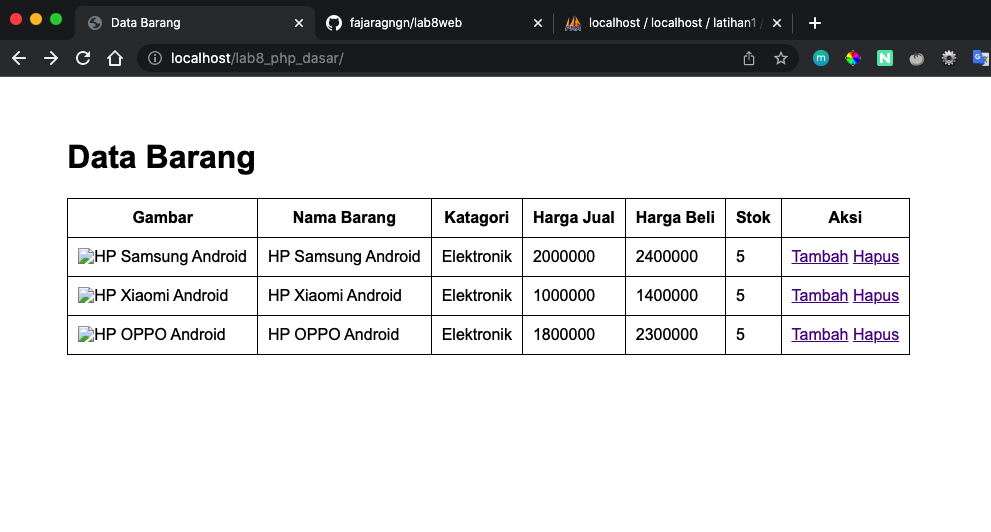 Data Barang
fajaragngn/lab8web
localhost / localhost / latihan1 /
localhost/lab8_php_dasar/
m
N
G
Data Barang
Gambar Nama Barang Katagori Harga Jual Harga Beli Stok Aksi
HP Samsung Android HP Samsung Android Elektronik 2000000 2400000 5 Tambah Hapus
HP Xiaomi Android HP Xiaomi Android Elektronik 1000000 1400000 5 Tambah Hapus
HP OPPO Android HP OPPO Android Elektronik 1800000 2300000 5 Tambah Hapus